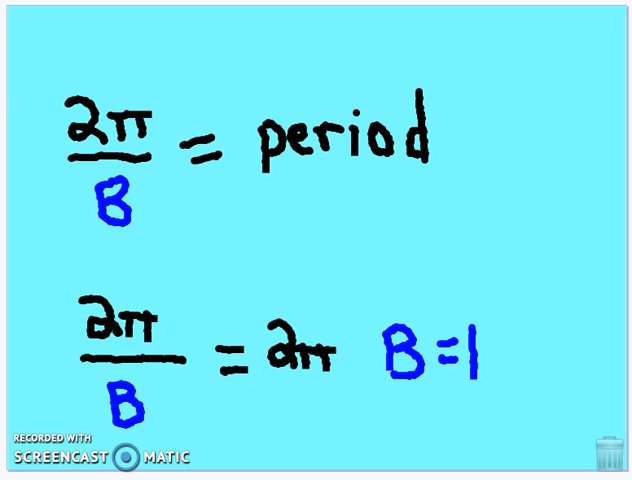 2π/B = period
2π/B = 2π B=1
RECORDED WITH
SCREENCAST MATIC